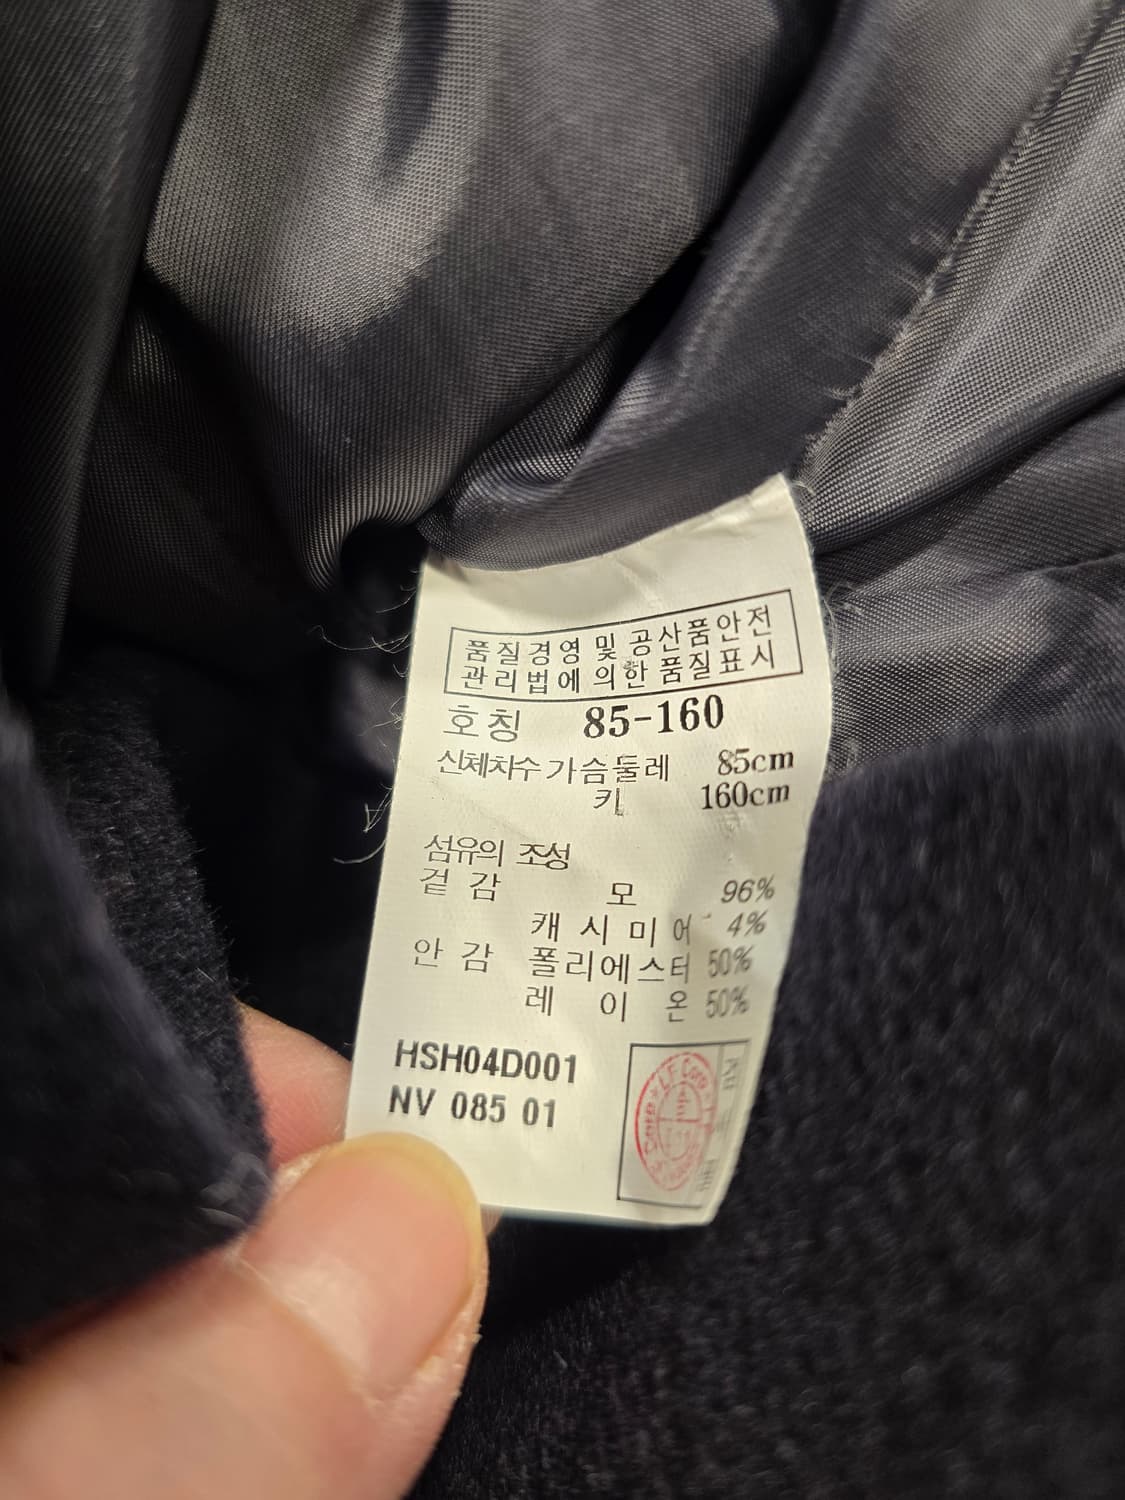 품질경영 및 공산품안전
관리법에 의한 품질표시
호칭 85-160
신체치수 가슴둘레 85cm
키 160cm
섬유의 조성
겉감 모 96%
캐시미어 4%
안감 폴리에스터 50%
레이온 50%
HSH04D001
NV 085 01
LF Corp